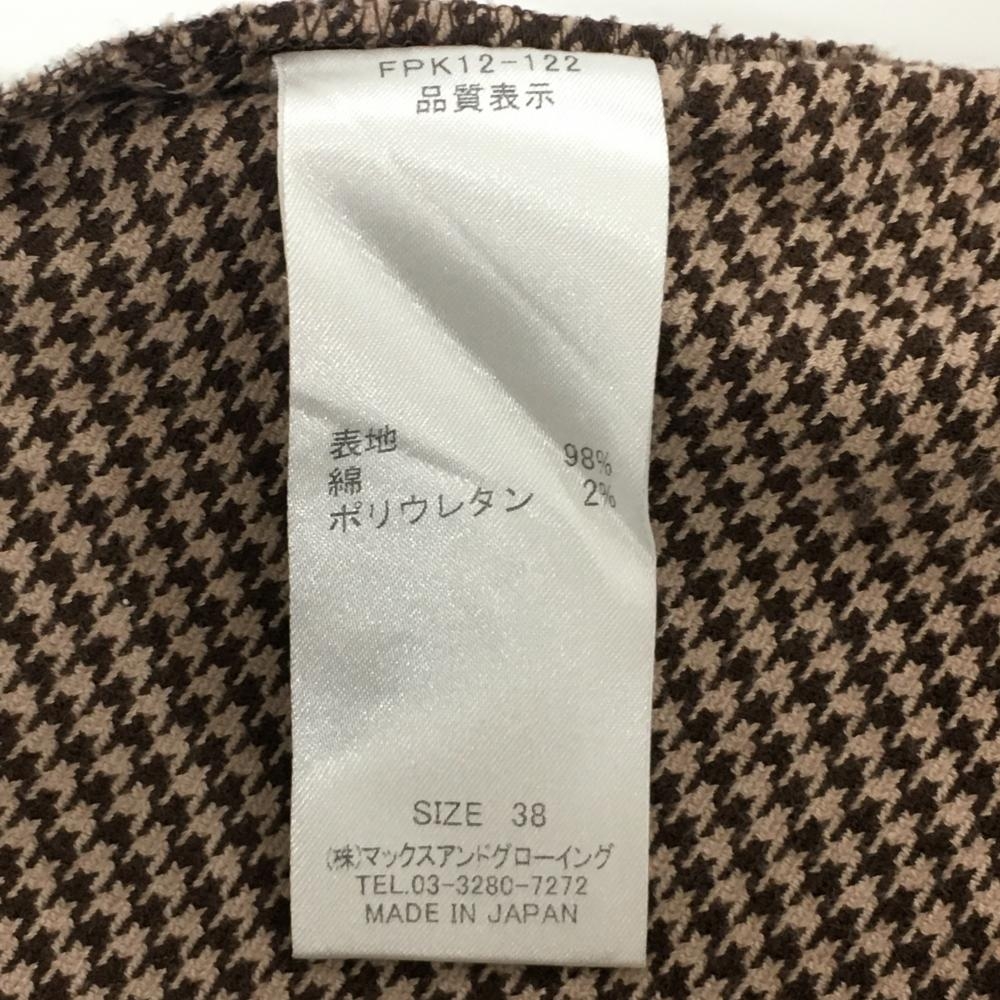 FPK12-122
品質表示
表地
綿 98%
ポリウレタン 2%
SIZE 38
(株)マックスアンドグローイング
TEL.03-3280-7272
MADE IN JAPAN